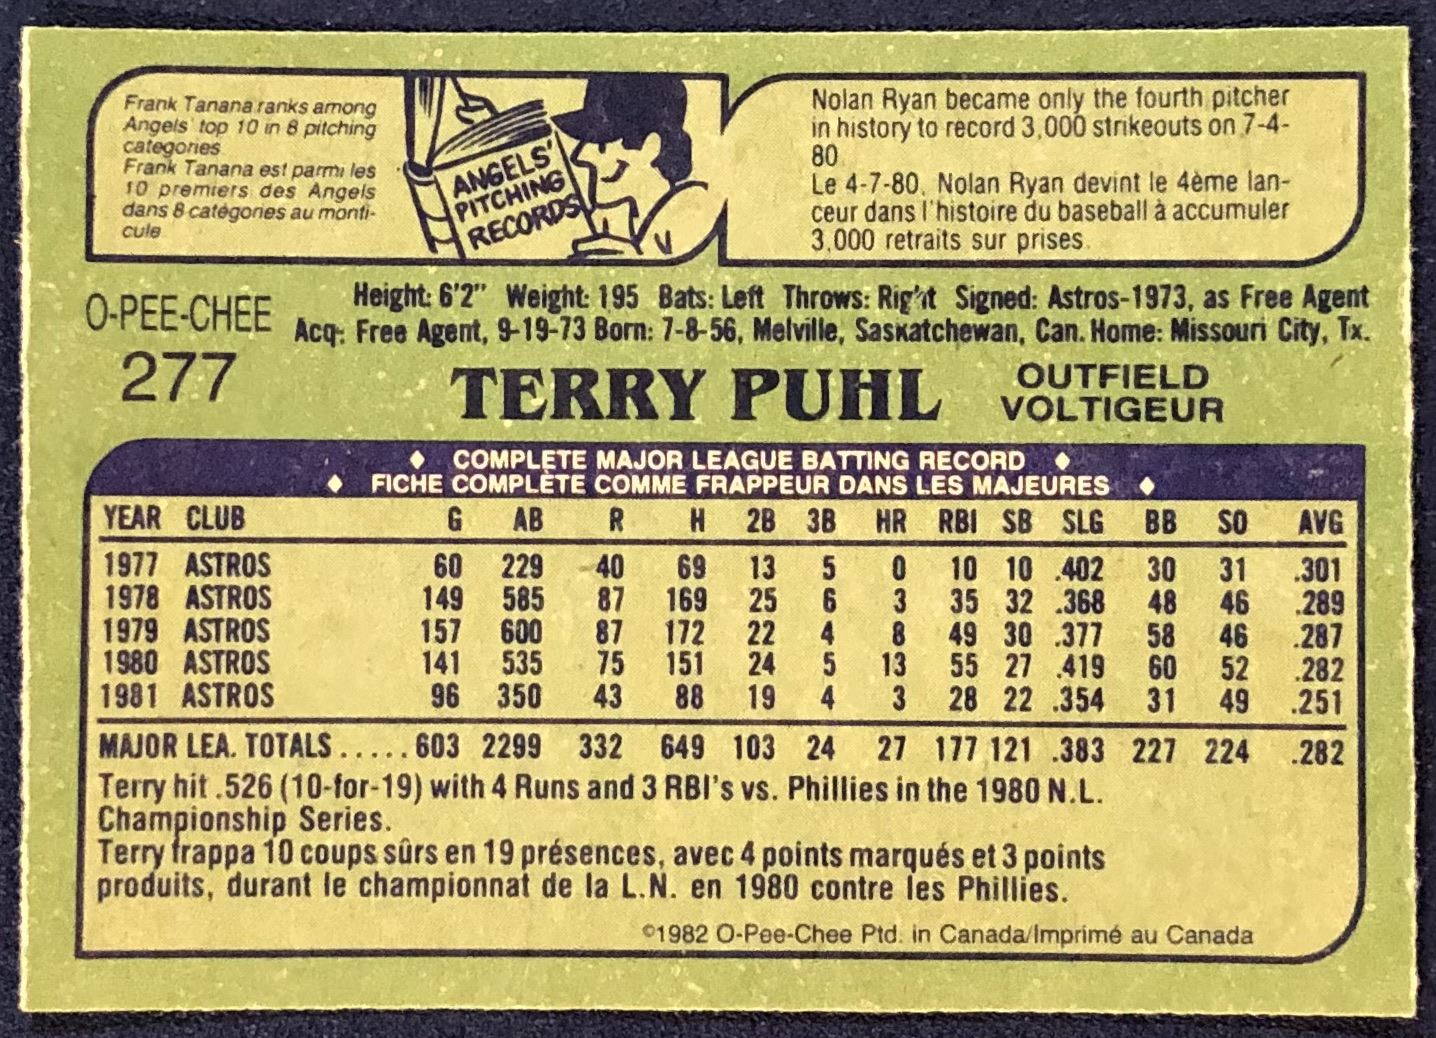 Frank Tanana ranks among
Angels' top 10 in 8 pitching
categories
Frank Tanana est parmi les
10 premiers des Angels
dans 8 catégories au monti-
cule
ANGELS'
PITCHING
RECORDS
Nolan Ryan became only the fourth pitcher
in history to record 3,000 strikeouts on 7-4-
80.
Le 4-7-80, Nolan Ryan devint le 4ème lan-
ceur dans l'histoire du baseball à accumuler
3,000 retraits sur prises.
O-PEE-CHEE
277
Height: 6'2" Weight: 195 Bats: Left Throws: Right Signed: Astros-1973, as Free Agent
Acq: Free Agent, 9-19-73 Born: 7-8-56, Melville, Saskatchewan, Can. Home: Missouri City, Tx.
TERRY PUHL
OUTFIELD
VOLTIGEUR
♦ COMPLETE MAJOR LEAGUE BATTING RECORD ♦
♦ FICHE COMPLÈTE COMME FRAPPEUR DANS LES MAJEURES ♦
YEAR CLUB G AB R H 2B 3B HR RBI SB SLG BB SO AVG
1977 ASTROS 60 229 40 69 13 5 0 10 10 .402 30 31 .301
1978 ASTROS 149 585 87 169 25 6 3 35 32 .368 48 46 .289
1979 ASTROS 157 600 87 172 22 4 8 49 30 .377 58 46 .287
1980 ASTROS 141 535 75 151 24 5 13 55 27 .419 60 52 .282
1981 ASTROS 96 350 43 88 19 4 3 28 22 .354 31 49 .251
MAJOR LEA. TOTALS.....603 2299 332 649 103 24 27 177 121 .383 227 224 .282
Terry hit .526 (10-for-19) with 4 Runs and 3 RBI's vs. Phillies in the 1980 N.L.
Championship Series.
Terry frappa 10 coups sûrs en 19 présences, avec 4 points marqués et 3 points
produits, durant le championnat de la L.N. en 1980 contre les Phillies.
©1982 O-Pee-Chee Ptd. in Canada/Imprimé au Canada